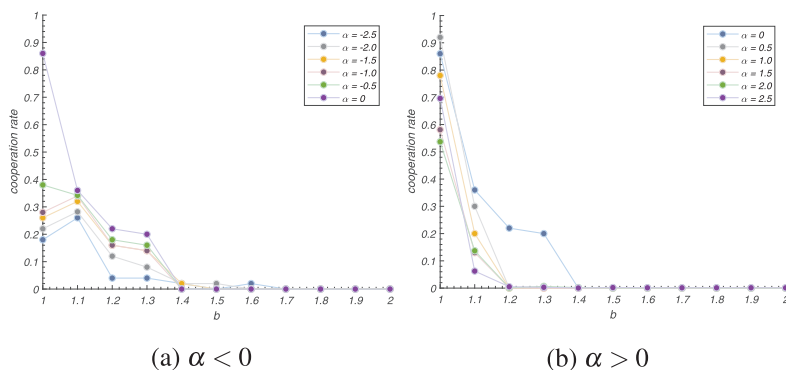 1
0.9
0.8
0.7
0.6
0.5
0.4
0.3
0.2
0.1
0
cooperation rate
1 1.1 1.2 1.3 1.4 1.5 1.6 1.7 1.8 1.9 2
b
α = -2.5
α = -2.0
α = -1.5
α = -1.0
α = -0.5
α = 0
(a) α < 0
1
0.9
0.8
0.7
0.6
0.5
0.4
0.3
0.2
0.1
0
cooperation rate
1 1.1 1.2 1.3 1.4 1.5 1.6 1.7 1.8 1.9 2
b
α = 0
α = 0.5
α = 1.0
α = 1.5
α = 2.0
α = 2.5
(b) α > 0